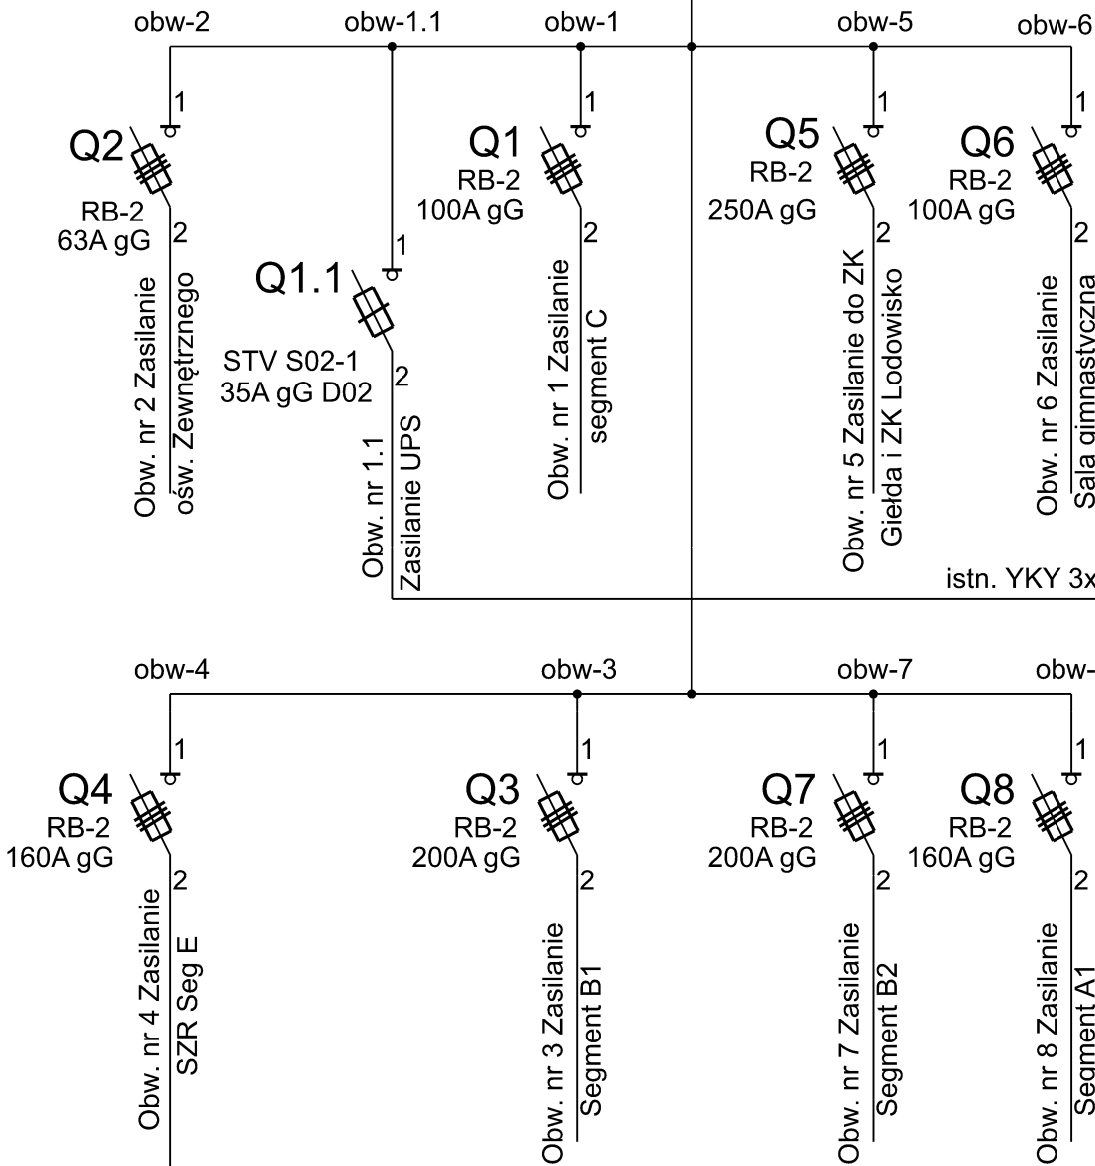 obw-2
obw-1.1
obw-1
obw-5
obw-6
1
Q2
RB-2
63A gG
2
Obw. nr 2 Zasilanie
ośw. Zewnętrznego
1
Q1.1
STV S02-1
35A gG D02
2
Obw. nr 1.1
Zasilanie UPS
1
Q1
RB-2
100A gG
2
Obw. nr 1 Zasilanie
segment C
1
Q5
RB-2
250A gG
2
Obw. nr 5 Zasilanie do ZK
Giełda i ZK Lodowisko
1
Q6
RB-2
100A gG
2
Obw. nr 6 Zasilanie
Sala gimnastyczna
istn. YKY 3x
obw-4
obw-3
obw-7
obw-
1
Q4
RB-2
160A gG
2
Obw. nr 4 Zasilanie
SZR Seg E
1
Q3
RB-2
200A gG
2
Obw. nr 3 Zasilanie
Segment B1
1
Q7
RB-2
200A gG
2
Obw. nr 7 Zasilanie
Segment B2
1
Q8
RB-2
160A gG
2
Obw. nr 8 Zasilanie
Segment A1